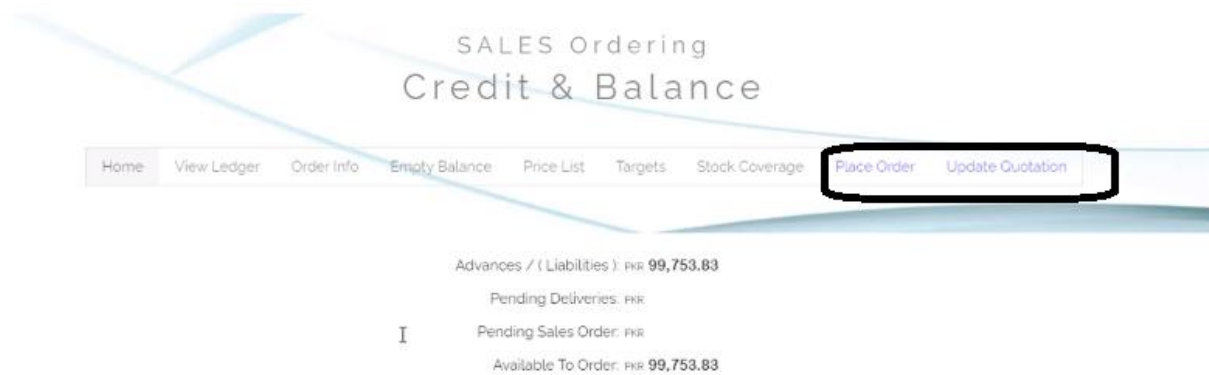 SALES Ordering
Credit & Balance
Home View Ledger Order Info Empty Balance Price List Targets Stock Coverage Place Order Update Quotation
Advances / ( Liabilities ): PKR 99,753.83
Pending Deliveries: PKR
Pending Sales Order: PKR
Available To Order: PKR 99,753.83